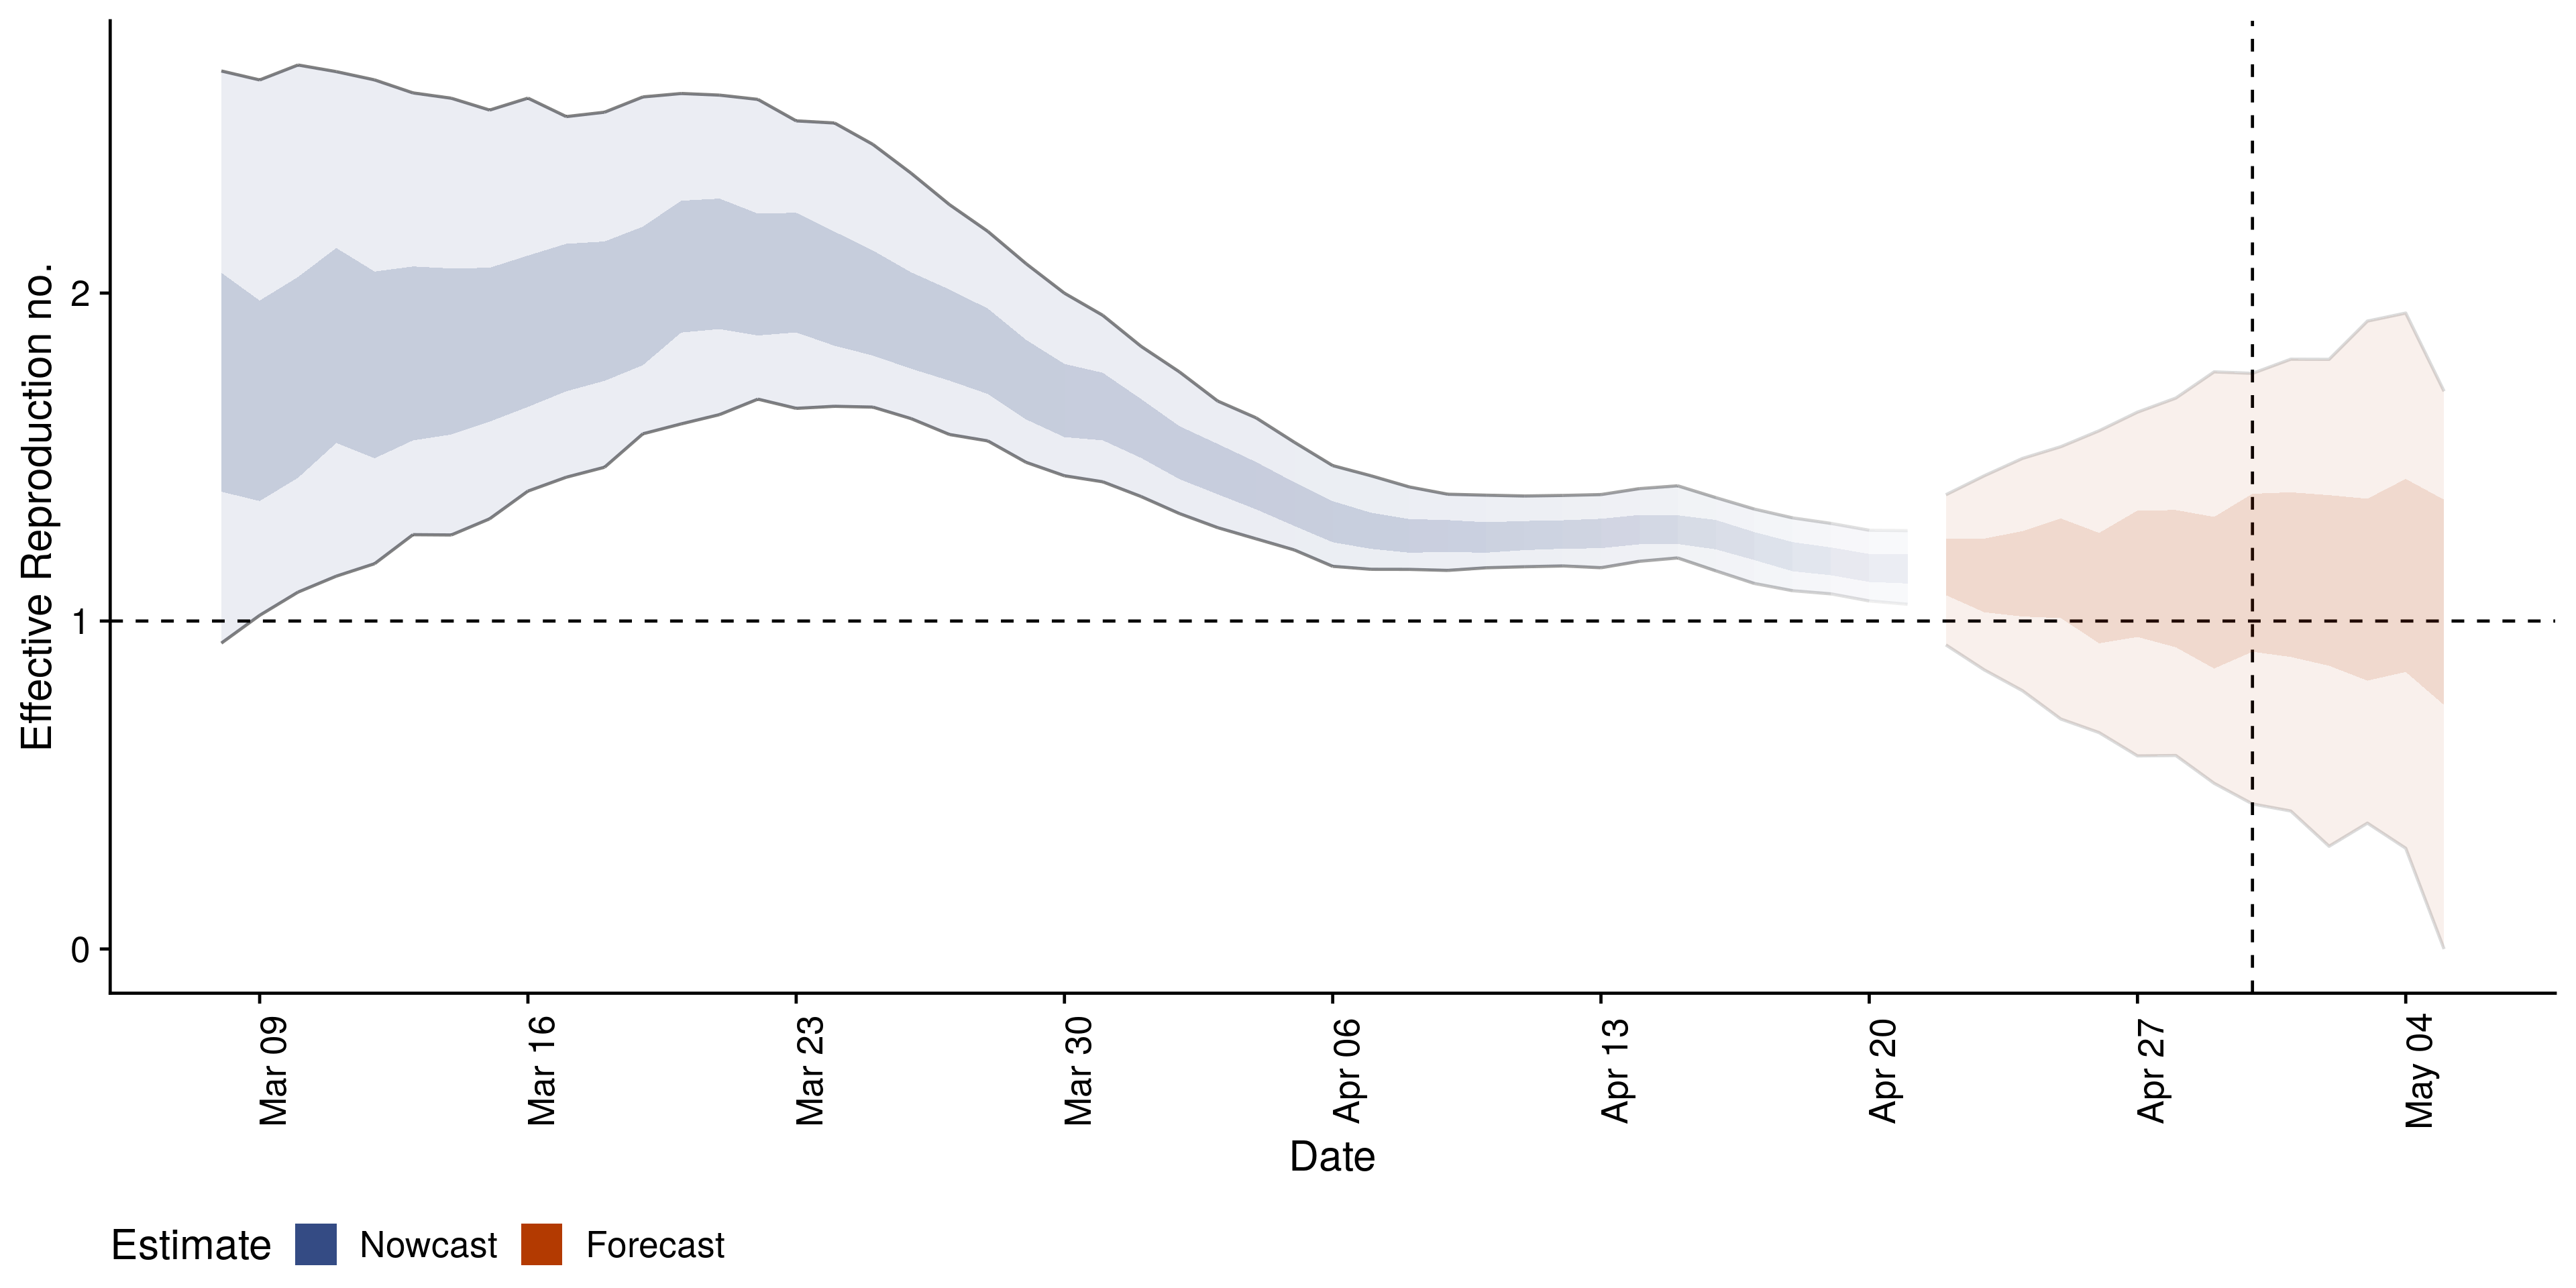 Effective Reproduction no.
2
1
0
Mar 09
Mar 16
Mar 23
Mar 30
Apr 06
Apr 13
Apr 20
Apr 27
May 04
Date
Estimate Nowcast Forecast